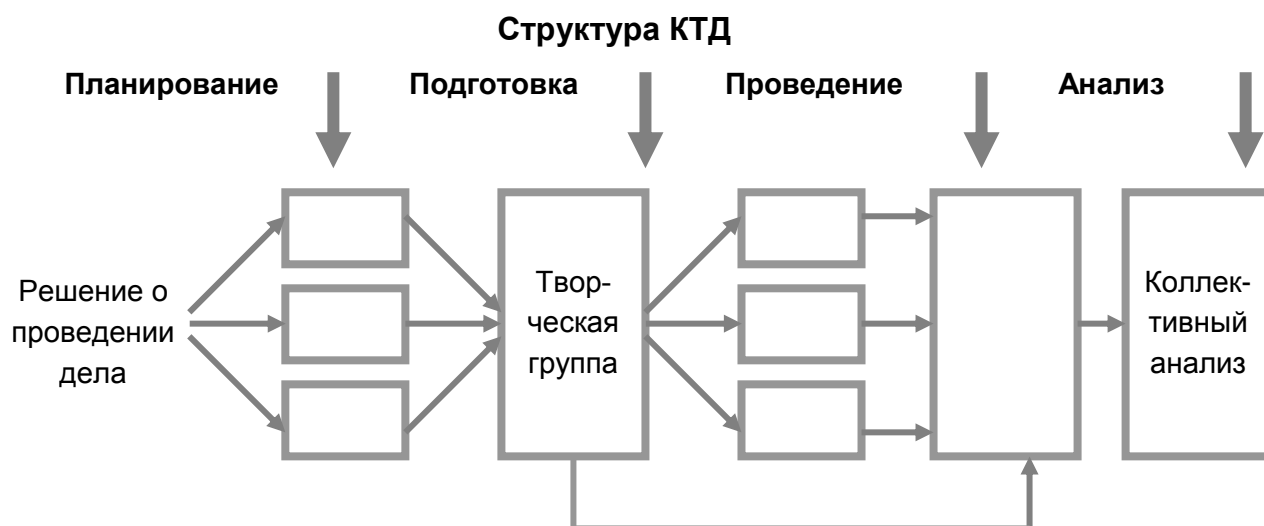 Структура КТД
Планирование Подготовка Проведение Анализ
Решение о
проведении
дела
Твор-
ческая
группа
Коллек-
тивный
анализ